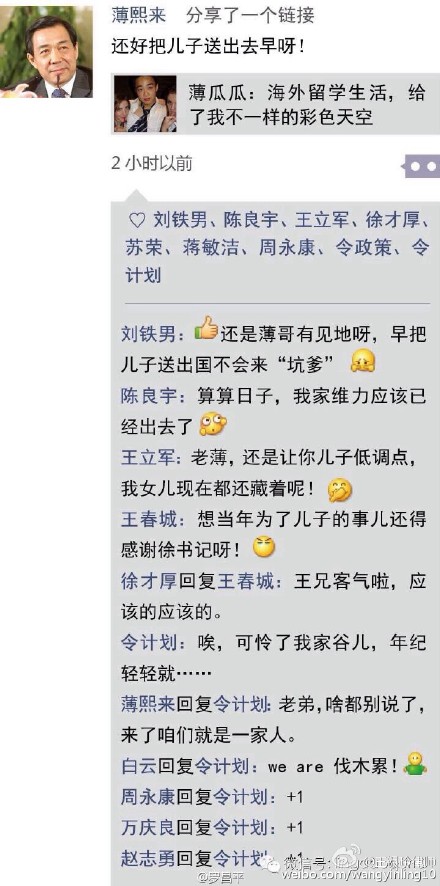 薄熙来 分享了一个链接
还好把儿子送出去早呀！
薄瓜瓜：海外留学生活，给
了我不一样的彩色天空
2 小时以前
♡ 刘铁男、陈良宇、王立军、徐才厚、
苏荣、蒋敏洁、周永康、令政策、令
计划
刘铁男：还是薄哥有见地呀，早把
儿子送出国不会来“坑爹”
陈良宇：算算日子，我家维力应该已
经出去了
王立军：老薄，还是让你儿子低调点，
我女儿现在都还藏着呢！
王春城：想当年为了儿子的事儿还得
感谢徐书记呀！
徐才厚回复王春城：王兄客气啦，应
该的应该的。
令计划：唉，可怜了我家谷儿，年纪
轻轻就……
薄熙来回复令计划：老弟，啥都别说了，
来了咱们就是一家人。
白云回复令计划：we are 伐木累！
周永康回复令计划：+1
万庆良回复令计划：+1
赵志勇回复令计划：+1
微信号：
@罗昌平
weibo.com/wangyinling10